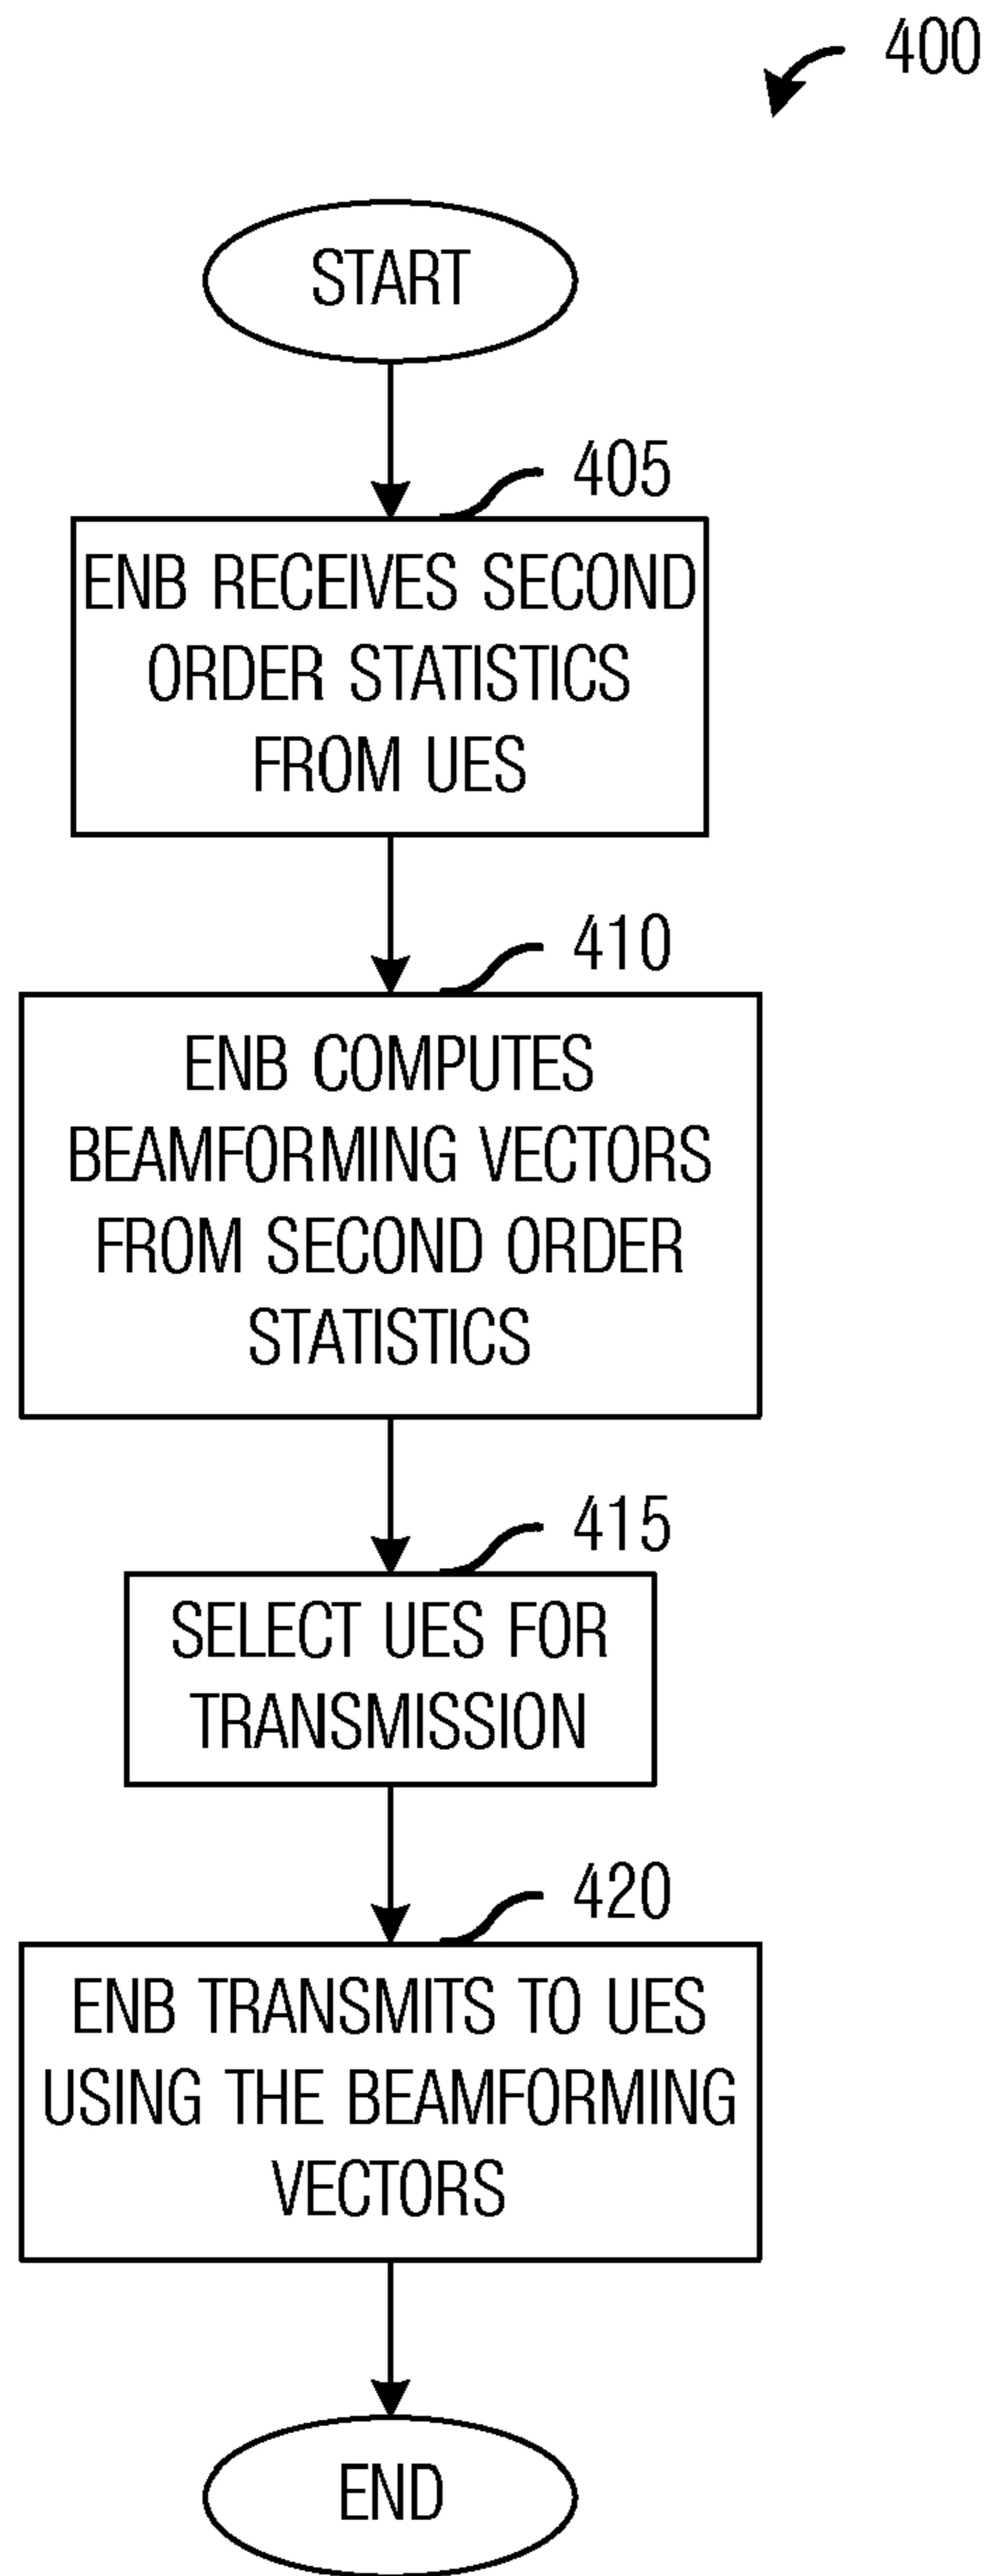 400
START
405
ENB RECEIVES SECOND
ORDER STATISTICS
FROM UES
410
ENB COMPUTES
BEAMFORMING VECTORS
FROM SECOND ORDER
STATISTICS
415
SELECT UES FOR
TRANSMISSION
420
ENB TRANSMITS TO UES
USING THE BEAMFORMING
VECTORS
END